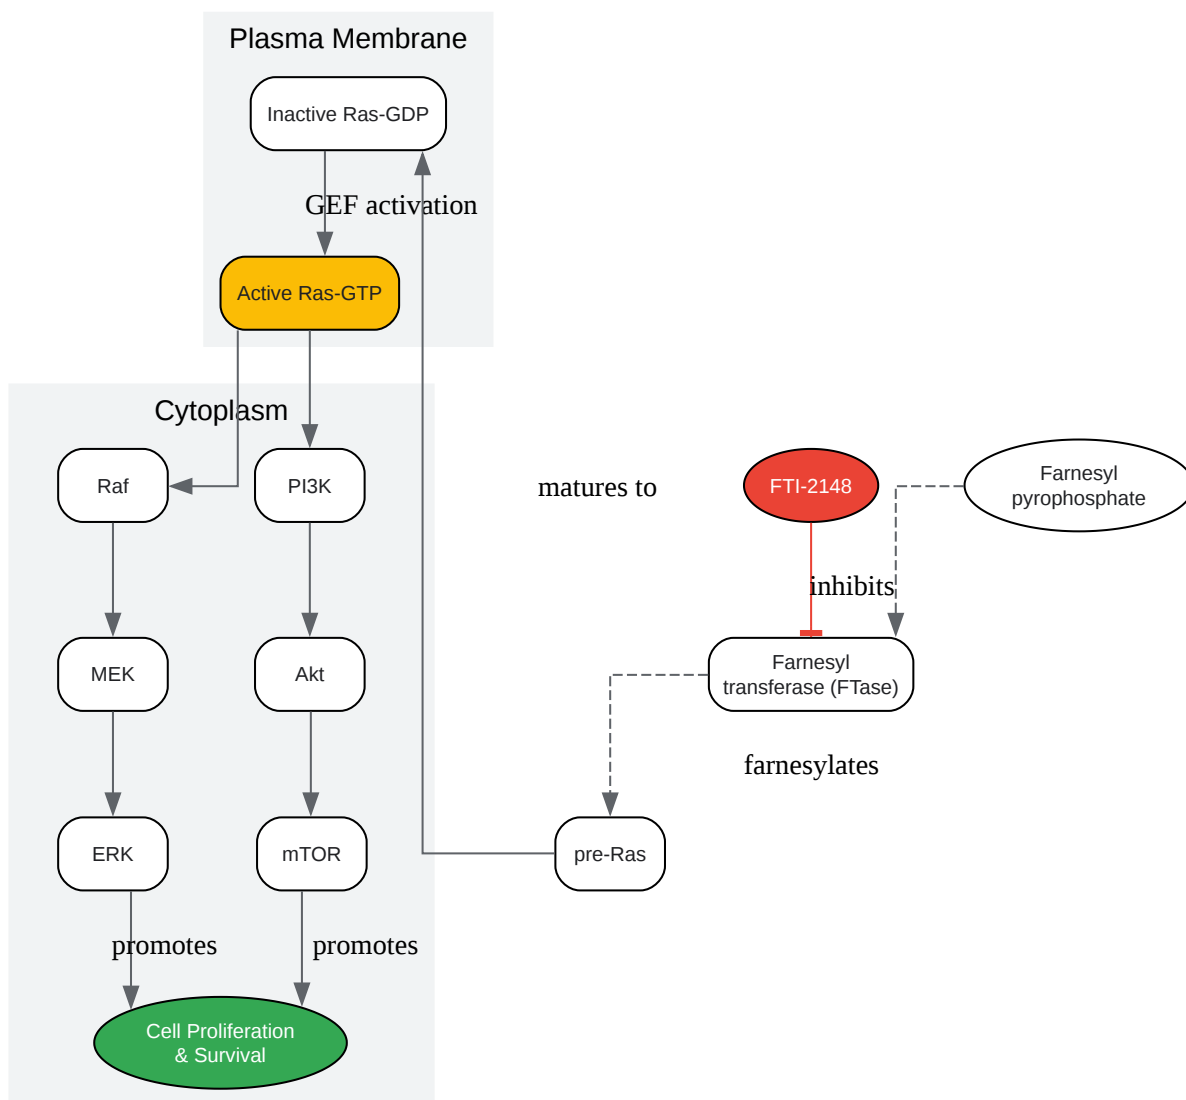 Plasma Membrane
Inactive Ras-GDP
GEF activation
Active Ras-GTP
Cytoplasm
Raf
PI3K
matures to
FTI-2148
Farnesyl
pyrophosphate
inhibits
MEK
Akt
Farnesyl
transferase (FTase)
farnesylates
ERK
mTOR
pre-Ras
promotes
promotes
Cell Proliferation
& Survival